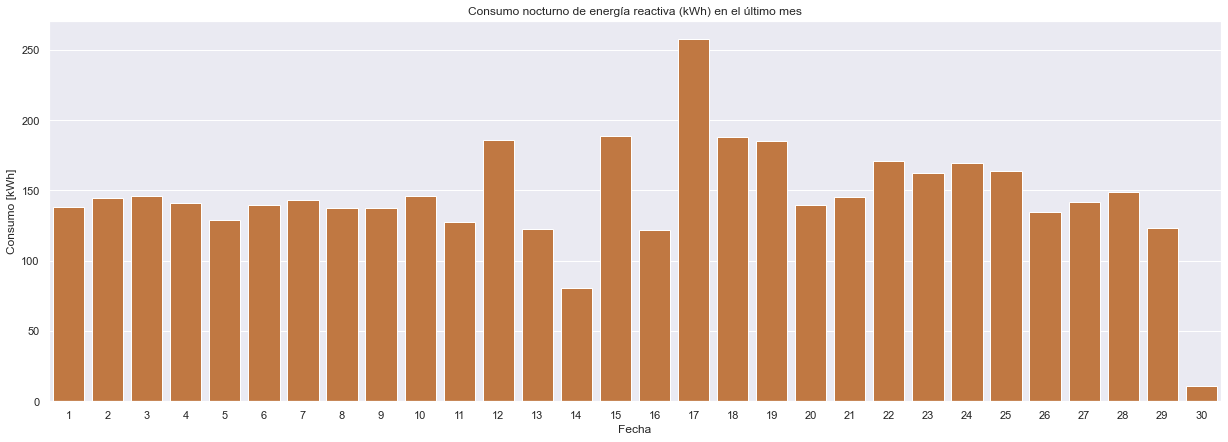 Consumo nocturno de energía reactiva (kWh) en el último mes
Consumo [kWh]
250
200
150
100
50
0
1 2 3 4 5 6 7 8 9 10 11 12 13 14 15 16 17 18 19 20 21 22 23 24 25 26 27 28 29 30
Fecha